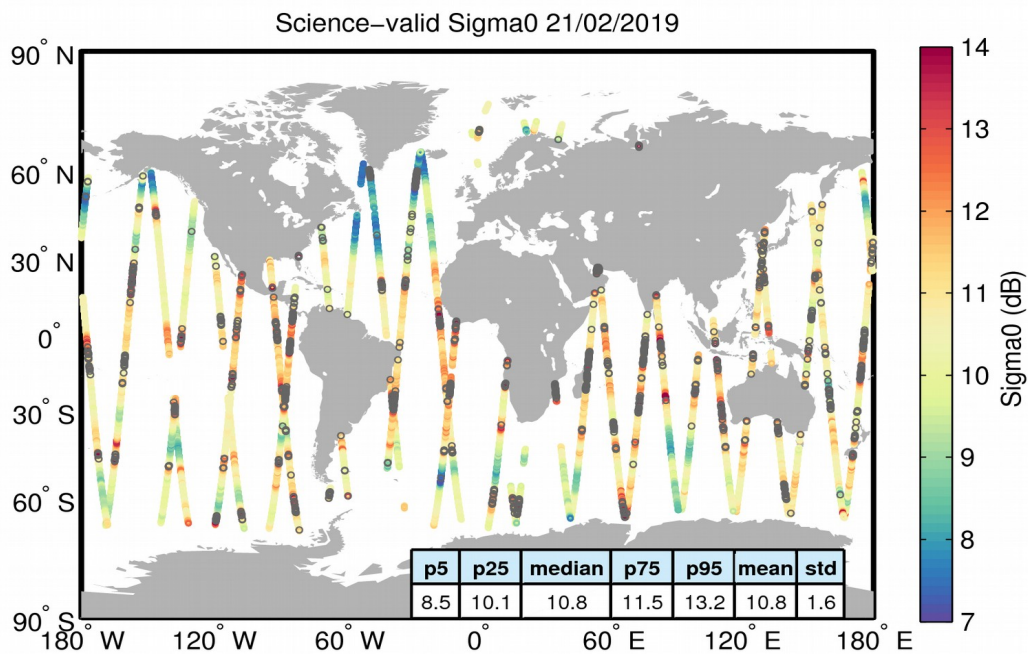 Science−valid Sigma0 21/02/2019
90° N
60° N
30° N
0°
30° S
60° S
90° S
180° W
120° W
60° W
0°
60° E
120° E
180° E
p5 p25 median p75 p95 mean std
8.5 10.1 10.8 11.5 13.2 10.8 1.6
14
13
12
11
10
9
8
7
Sigma0 (dB)